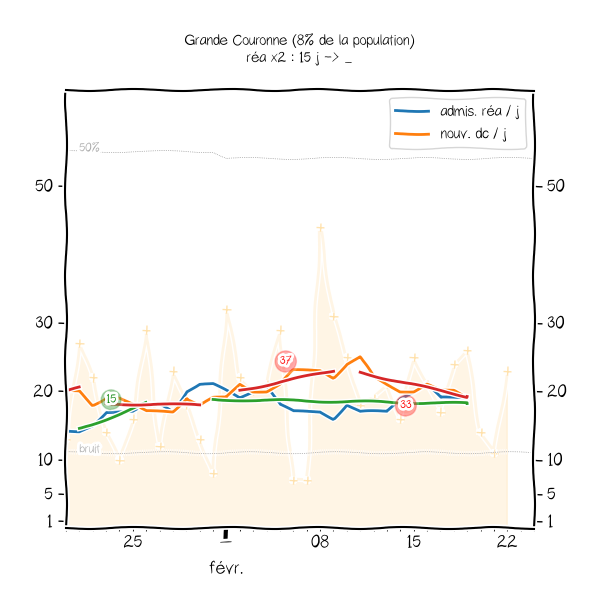 Grande Couronne (8% de la population)
réa x2 : 15 j -> _
admis. réa / j
nouv. dc / j
50%
50 50
30 30
37
15
20 20
33
bruit
10 10
5 5
1 1
25 1 08 15 22
févr.